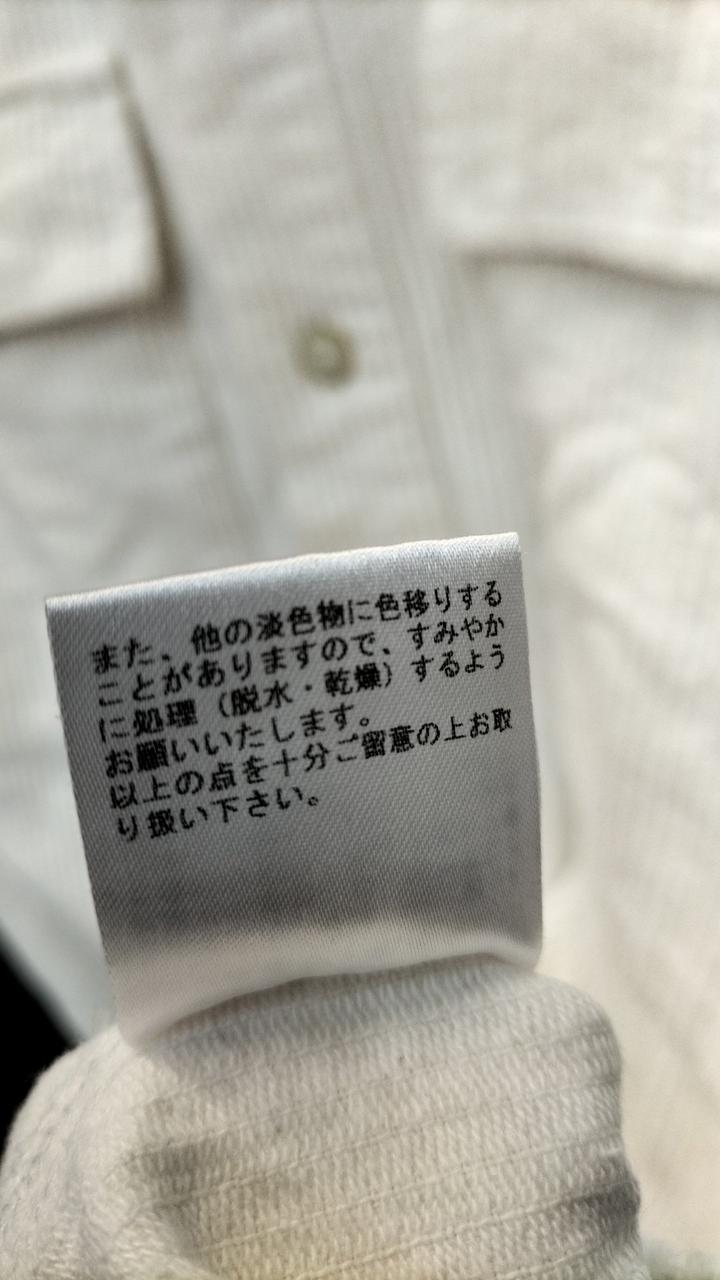 また、他の淡色物に色移りする
ことがありますので、すみやか
に処理（脱水・乾燥）するよう
お願いいたします。
以上の点を十分ご留意の上お取
り扱い下さい。